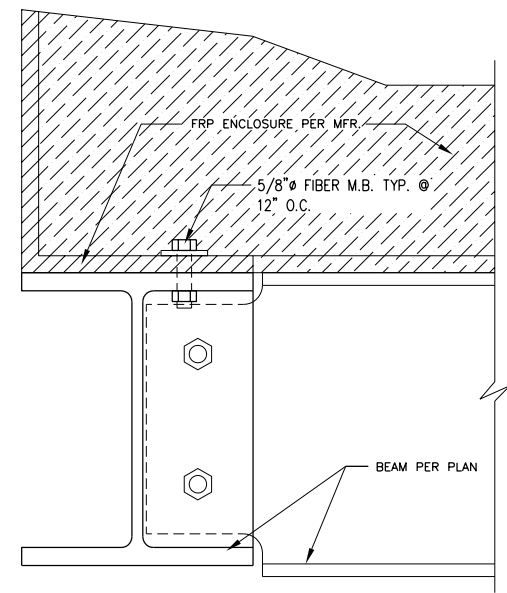 FRP ENCLOSURE PER MFR.
5/8"ø FIBER M.B. TYP. @
12" O.C.
BEAM PER PLAN